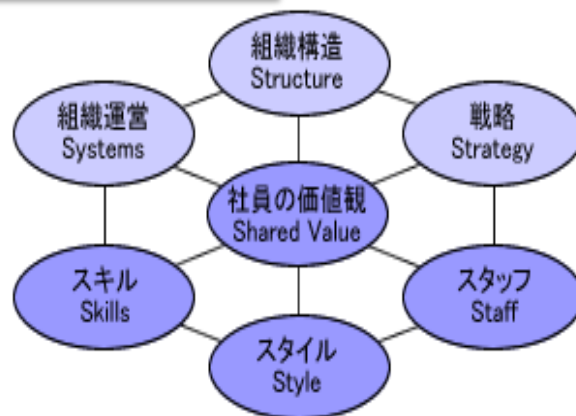 組織構造
Structure
組織運営
Systems
戦略
Strategy
社員の価値観
Shared Value
スキル
Skills
スタッフ
Staff
スタイル
Style